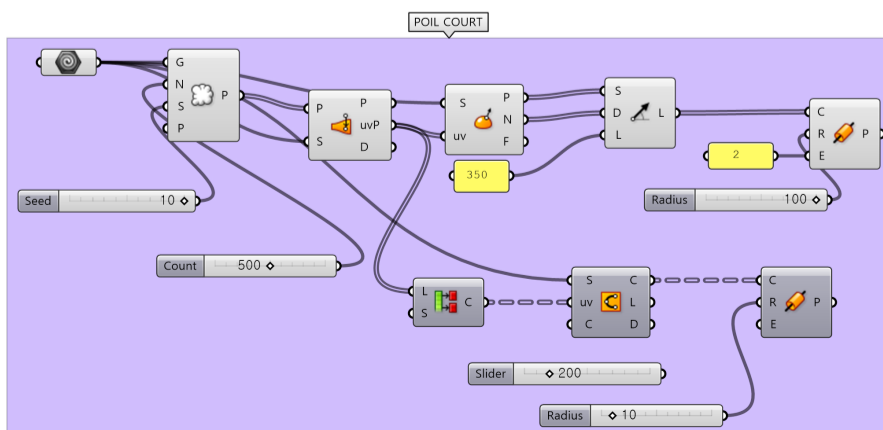 POIL COURT
G
N
S
P
P
P
S
P
uvP
D
S
uv
P
N
F
S
D
L
L
C
R
E
P
350
2
Seed 10
Radius 100
Count 500
L
S
C
S
uv
C
C
L
D
C
R
E
P
Slider 200
Radius 10